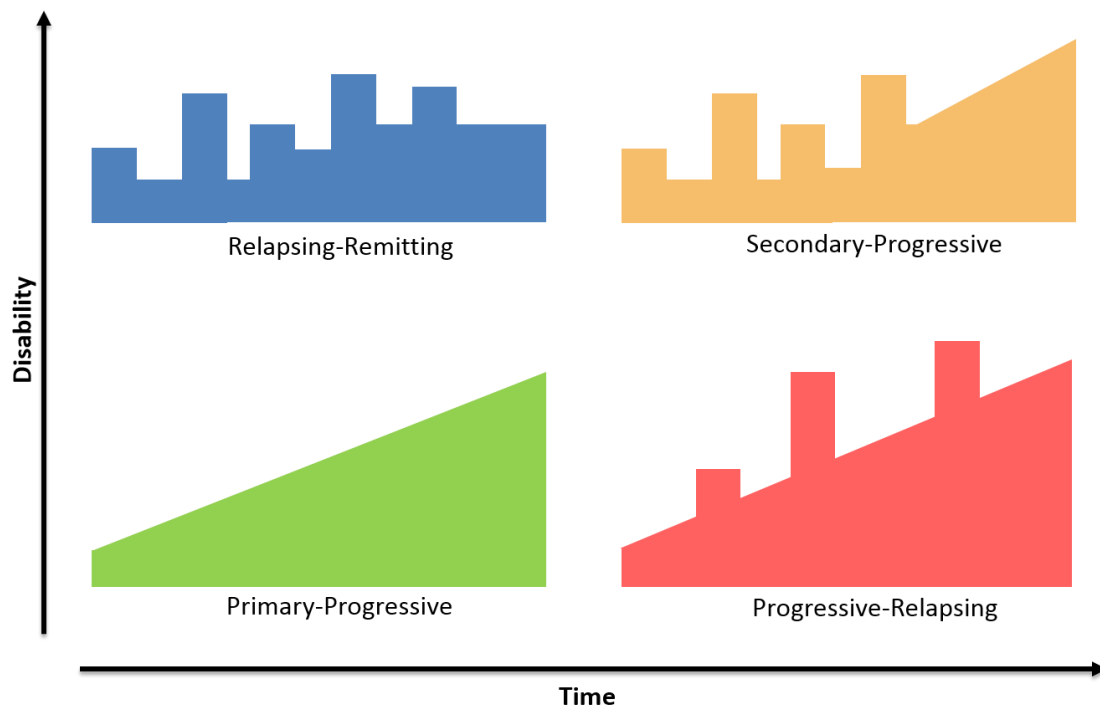 Relapsing-Remitting
Secondary-Progressive
Disability
Primary-Progressive
Progressive-Relapsing
Time